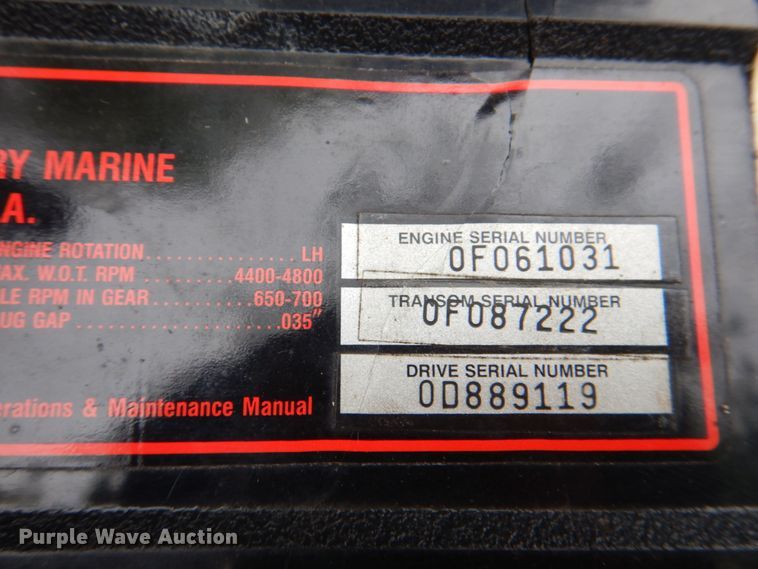 RY MARINE
.A.
NGINE ROTATION...............LH
AX. W.O.T. RPM ..........4400-4800
LE RPM IN GEAR..........650-700
UG GAP ....................035"
erations & Maintenance Manual
ENGINE SERIAL NUMBER
0F061031
TRANSOM SERIAL NUMBER
0F087222
DRIVE SERIAL NUMBER
0D889119
Purple Wave Auction